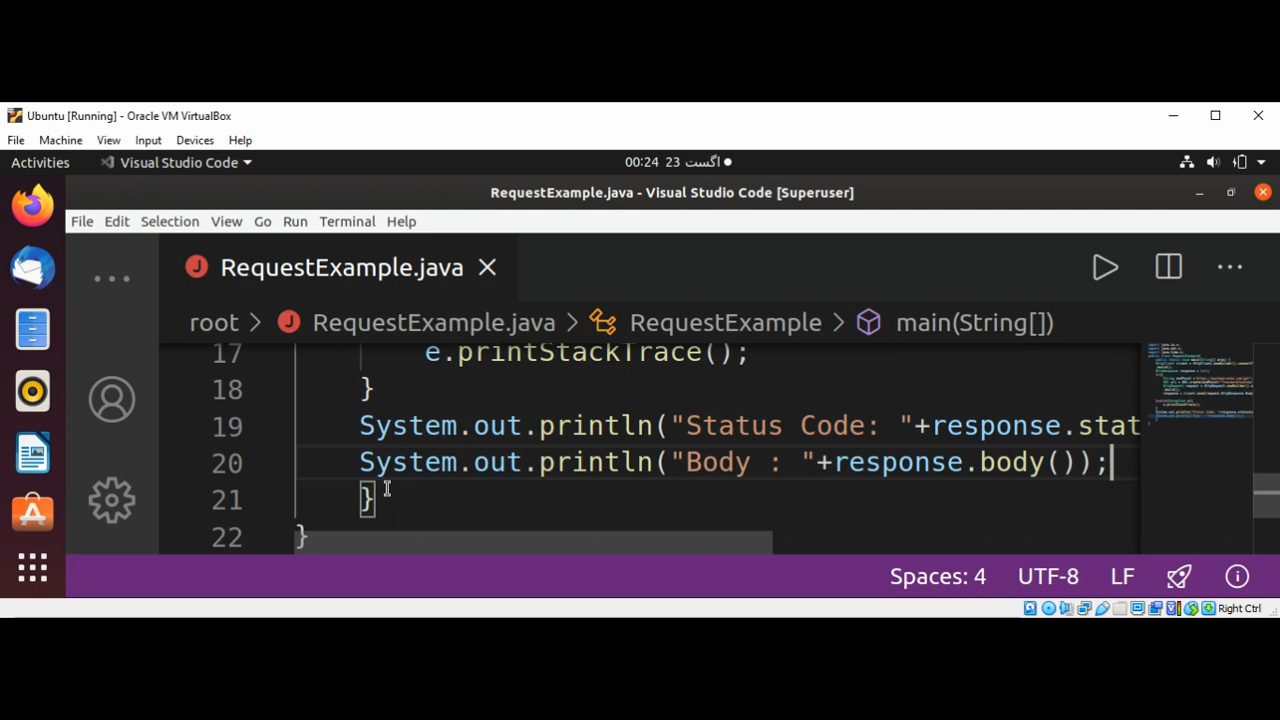 Ubuntu [Running] - Oracle VM VirtualBox
File Machine View Input Devices Help
Activities Visual Studio Code 00:24 23 اگست
RequestExample.java - Visual Studio Code [Superuser]
File Edit Selection View Go Run Terminal Help
RequestExample.java
root > RequestExample.java > RequestExample > main(String[])
17 e.printStackTrace();
18 }
19 System.out.println("Status Code: "+response.stat
20 System.out.println("Body : "+response.body());
21 }
22 }
Spaces: 4 UTF-8 LF
Right Ctrl